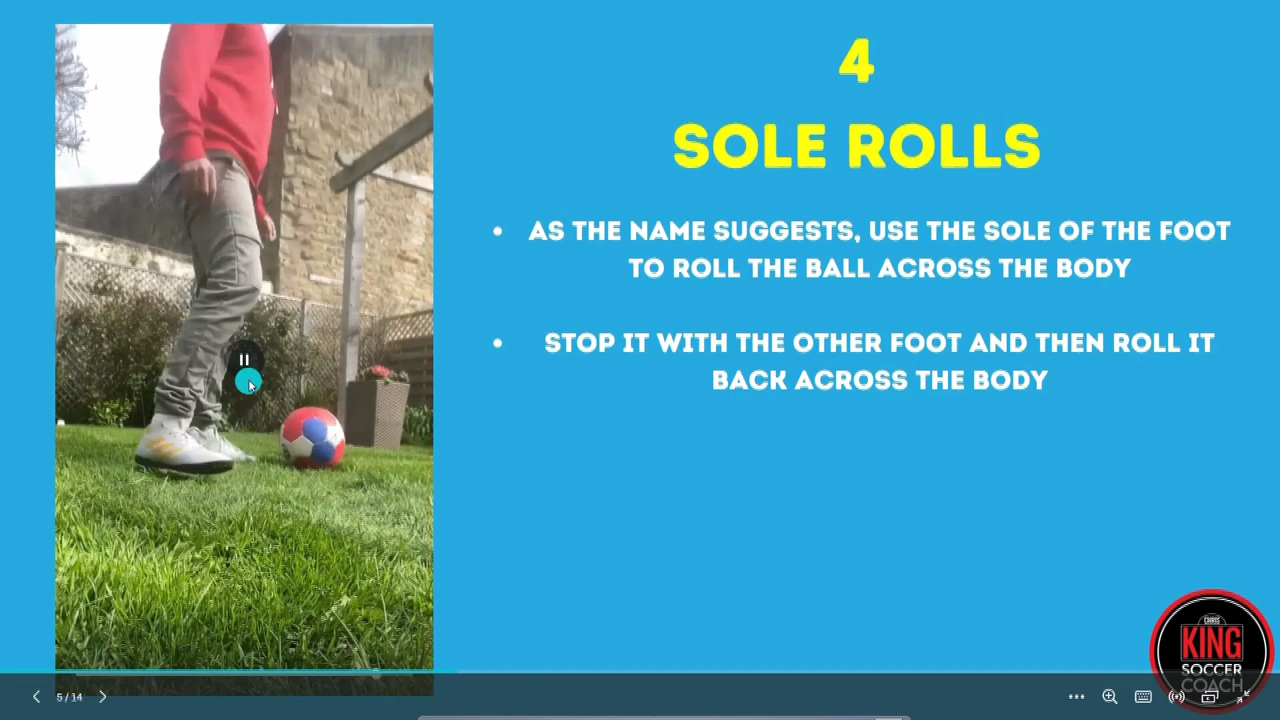 4
SOLE ROLLS
• AS THE NAME SUGGESTS, USE THE SOLE OF THE FOOT
TO ROLL THE BALL ACROSS THE BODY
• STOP IT WITH THE OTHER FOOT AND THEN ROLL IT
BACK ACROSS THE BODY
CHRIS
KING
SOCCER
COACH
5 / 14